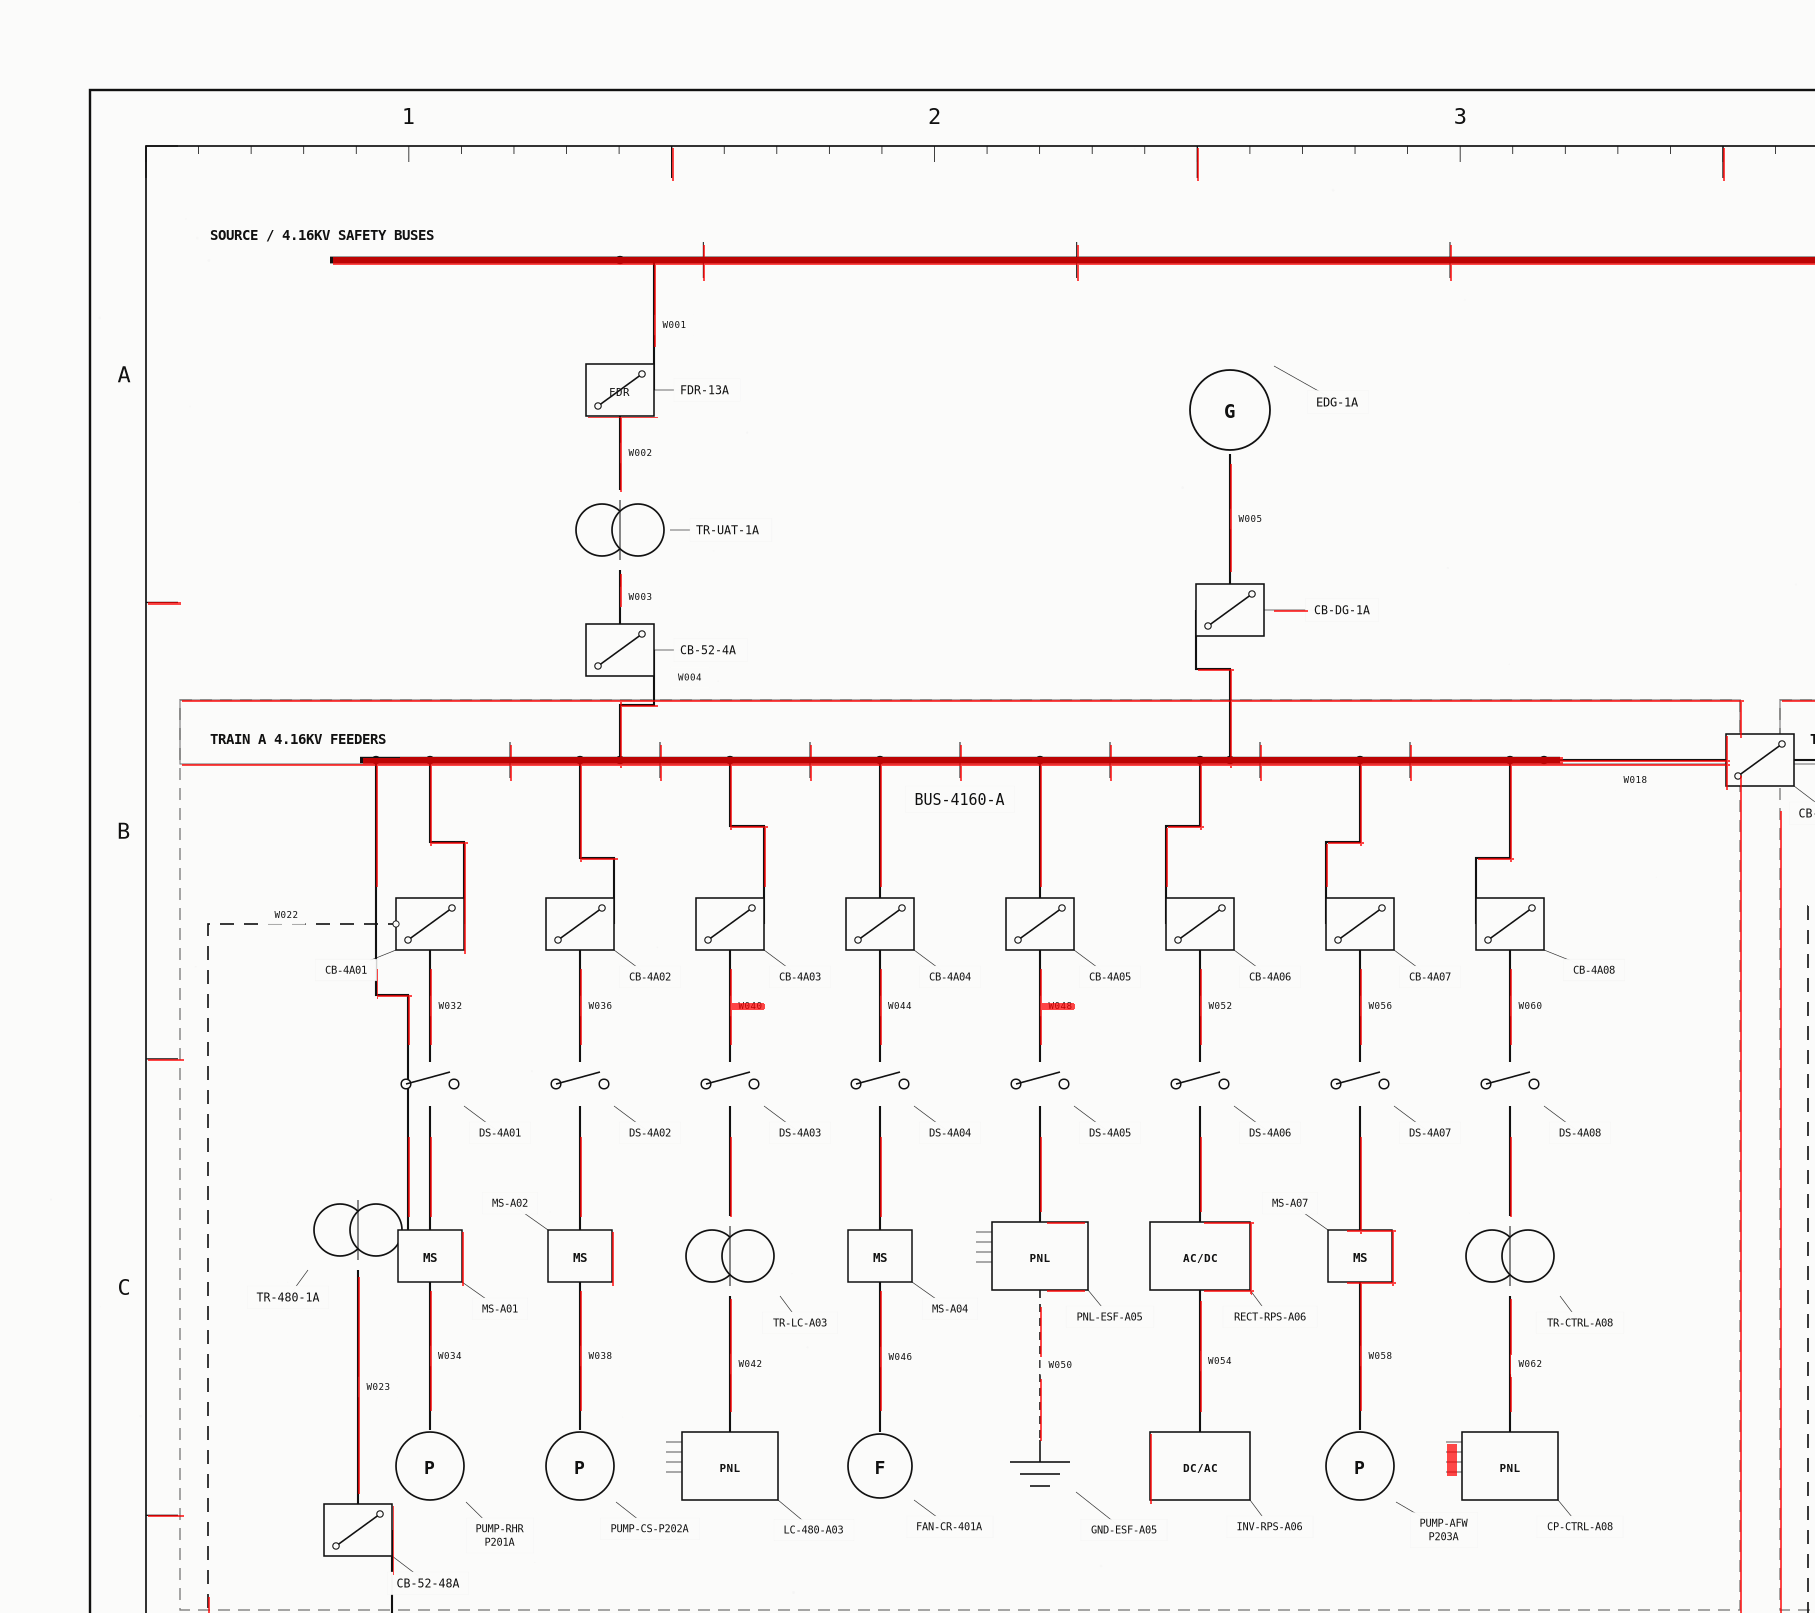 1 2 3
SOURCE / 4.16KV SAFETY BUSES
W001
A
FDR
FDR-13A
G
EDG-1A
W002
W005
TR-UAT-1A
W003
CB-DG-1A
CB-52-4A
W004
TRAIN A 4.16KV FEEDERS
W018
BUS-4160-A
CB-
B
W022
CB-4A01 CB-4A02 CB-4A03 CB-4A04 CB-4A05 CB-4A06 CB-4A07 CB-4A08
W032 W036 W040 W044 W048 W052 W056 W060
DS-4A01 DS-4A02 DS-4A03 DS-4A04 DS-4A05 DS-4A06 DS-4A07 DS-4A08
MS-A02 MS-A07
MS MS MS PNL AC/DC MS
C
TR-480-1A MS-A01 TR-LC-A03 MS-A04 PNL-ESF-A05 RECT-RPS-A06 TR-CTRL-A08
W034 W038 W042 W046 W050 W054 W058 W062
W023
P P PNL F DC/AC P PNL
PUMP-RHR
P201A
PUMP-CS-P202A LC-480-A03 FAN-CR-401A GND-ESF-A05 INV-RPS-A06
PUMP-AFW
P203A
CP-CTRL-A08
CB-52-48A